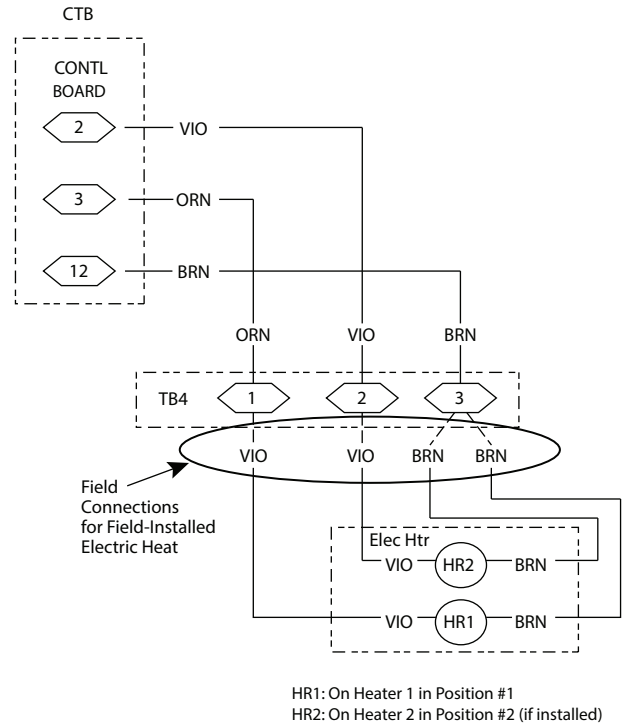 CTB
CONTL
BOARD
2
VIO
3
ORN
12
BRN
ORN
VIO
BRN
TB4
1
2
3
VIO
VIO
BRN
BRN
Field
Connections
for Field-Installed
Electric Heat
Elec Htr
VIO
HR2
BRN
VIO
HR1
BRN
HR1: On Heater 1 in Position #1
HR2: On Heater 2 in Position #2 (if installed)